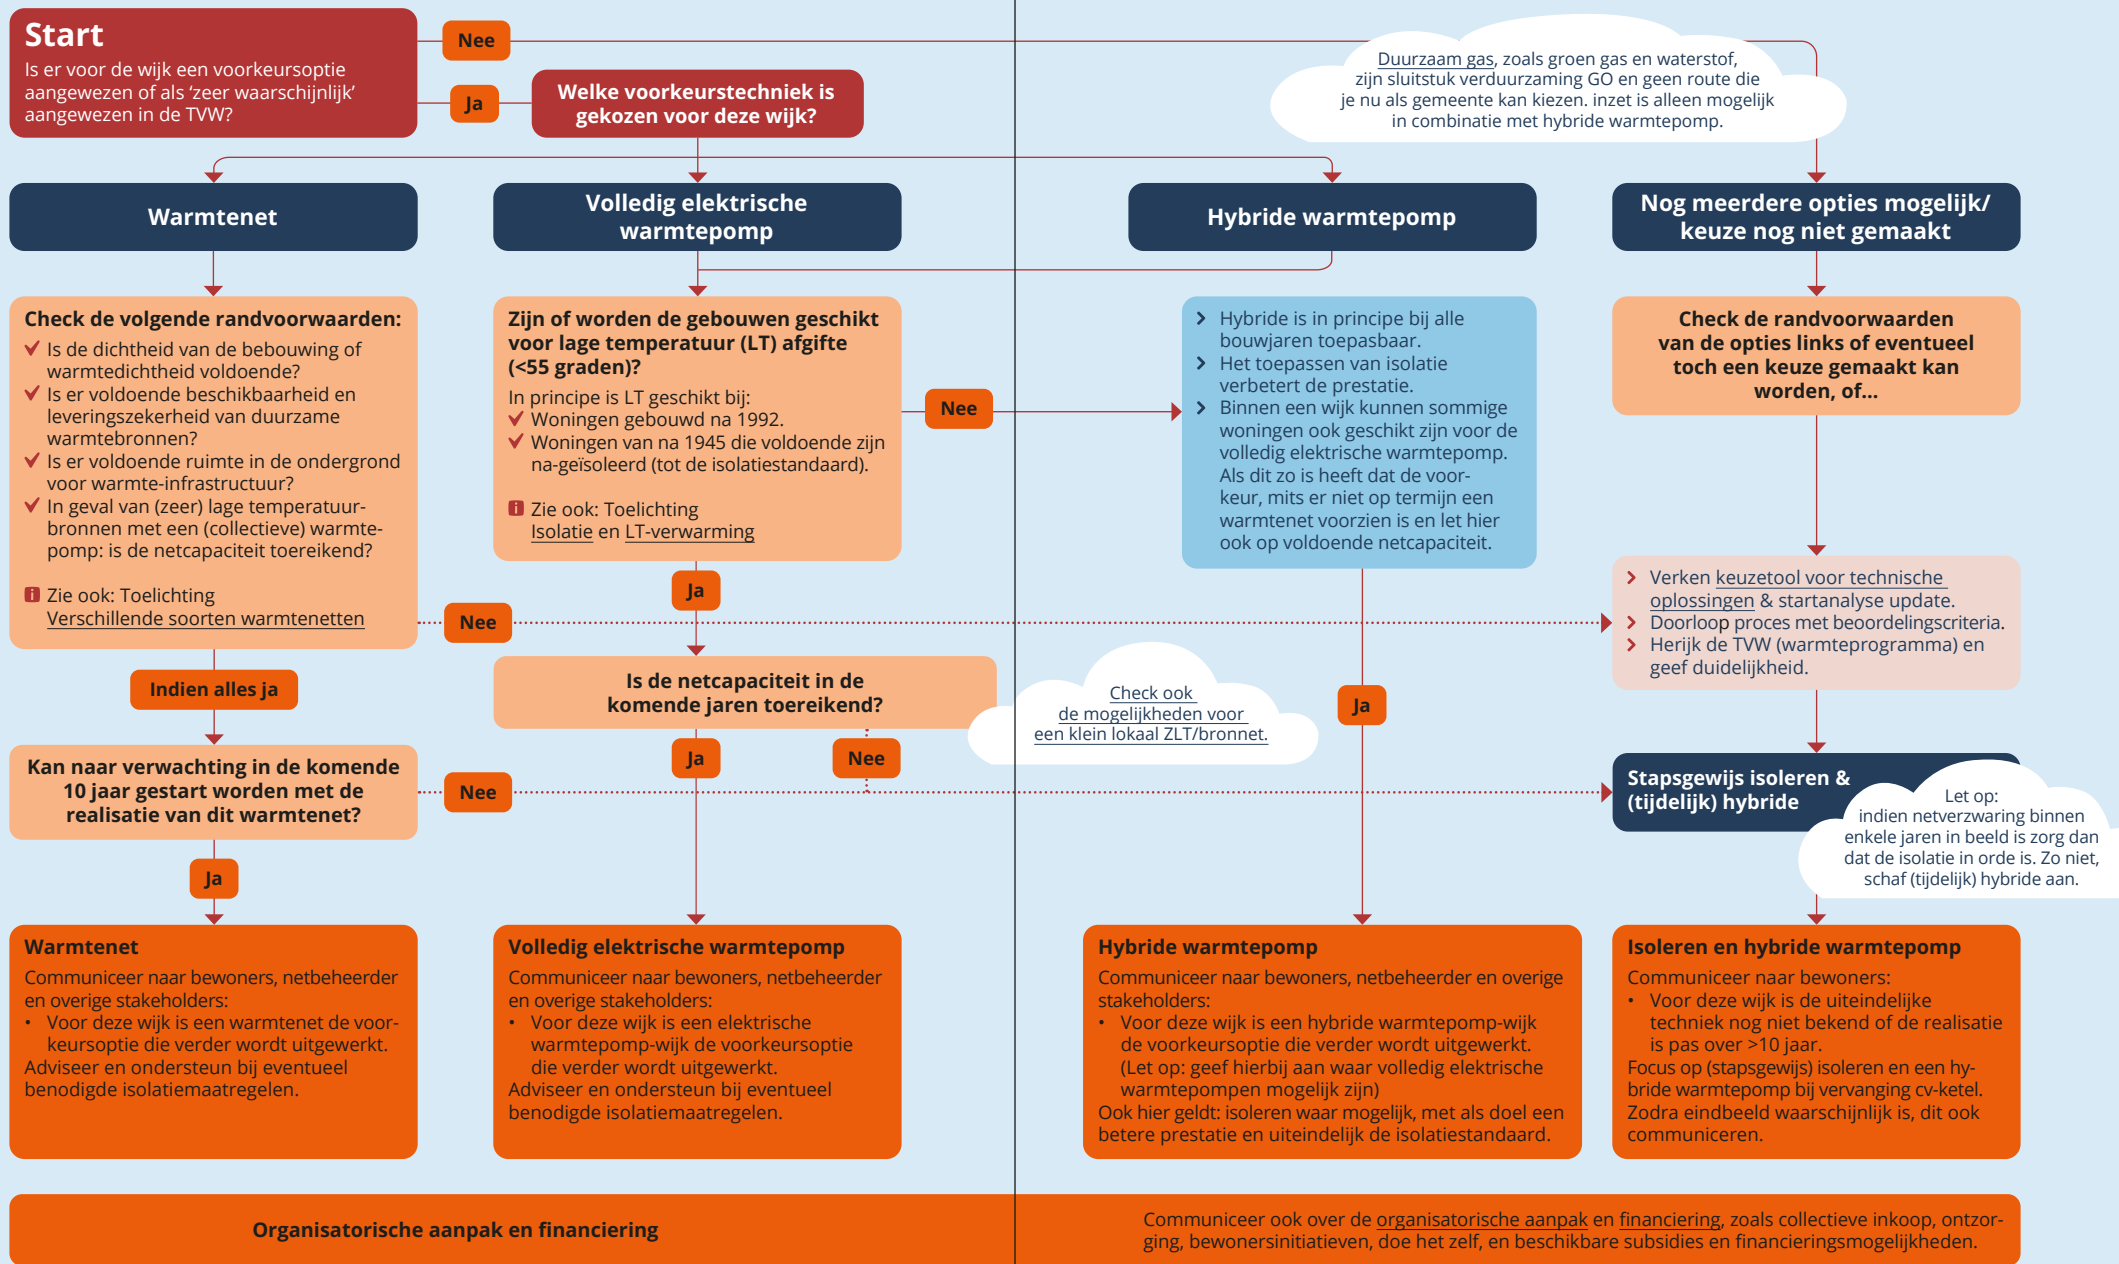 Start
Is er voor de wijk een voorkeursoptie
aangewezen of als ‘zeer waarschijnlijk’
aangewezen in de TVW?
Nee
Ja
Welke voorkeurstechniek is
gekozen voor deze wijk?
Duurzaam gas, zoals groen gas en waterstof,
zijn sluitstuk verduurzaming GO en geen route die
je nu als gemeente kan kiezen. inzet is alleen mogelijk
in combinatie met hybride warmtepomp.
Warmtenet
Volledig elektrische
warmtepomp
Hybride warmtepomp
Nog meerdere opties mogelijk/
keuze nog niet gemaakt
Check de volgende randvoorwaarden:
Is de dichtheid van de bebouwing of
warmtedichtheid voldoende?
Is er voldoende beschikbaarheid en
leveringszekerheid van duurzame
warmtebronnen?
Is er voldoende ruimte in de ondergrond
voor warmte-infrastructuur?
In geval van (zeer) lage temperatuur-
bronnen met een (collectieve) warmte-
pomp: is de netcapaciteit toereikend?
Zie ook: Toelichting
Verschillende soorten warmtenetten
Zijn of worden de gebouwen geschikt
voor lage temperatuur (LT) afgifte
(<55 graden)?
In principe is LT geschikt bij:
Woningen gebouwd na 1992.
Woningen van na 1945 die voldoende zijn
na-geïsoleerd (tot de isolatiestandaard).
Zie ook: Toelichting
Isolatie en LT-verwarming
Nee
Hybride is in principe bij alle
bouwjaren toepasbaar.
Het toepassen van isolatie
verbetert de prestatie.
Binnen een wijk kunnen sommige
woningen ook geschikt zijn voor de
volledig elektrische warmtepomp.
Als dit zo is heeft dat de voor-
keur, mits er niet op termijn een
warmtenet voorzien is en let hier
ook op voldoende netcapaciteit.
Check de randvoorwaarden
van de opties links of eventueel
toch een keuze gemaakt kan
worden, of...
Ja
Nee
Verken keuzetool voor technische
oplossingen & startanalyse update.
Doorloop proces met beoordelingscriteria.
Herijk de TVW (warmteprogramma) en
geef duidelijkheid.
Indien alles ja
Is de netcapaciteit in de
komende jaren toereikend?
Check ook
de mogelijkheden voor
een klein lokaal ZLT/bronnet.
Ja
Kan naar verwachting in de komende
10 jaar gestart worden met de
realisatie van dit warmtenet?
Nee
Ja
Nee
Stapsgewijs isoleren &
(tijdelijk) hybride
Let op:
indien netverzwaring binnen
enkele jaren in beeld is zorg dan
dat de isolatie in orde is. Zo niet,
schaf (tijdelijk) hybride aan.
Ja
Warmtenet
Communiceer naar bewoners, netbeheerder
en overige stakeholders:
• Voor deze wijk is een warmtenet de voor-
keursoptie die verder wordt uitgewerkt.
Adviseer en ondersteun bij eventueel
benodigde isolatiemaatregelen.
Volledig elektrische warmtepomp
Communiceer naar bewoners, netbeheerder
en overige stakeholders:
• Voor deze wijk is een elektrische
warmtepomp-wijk de voorkeursoptie
die verder wordt uitgewerkt.
Adviseer en ondersteun bij eventueel
benodigde isolatiemaatregelen.
Hybride warmtepomp
Communiceer naar bewoners, netbeheerder en overige
stakeholders:
• Voor deze wijk is een hybride warmtepomp-wijk
de voorkeursoptie die verder wordt uitgewerkt.
(Let op: geef hierbij aan waar volledig elektrische
warmtepompen mogelijk zijn)
Ook hier geldt: isoleren waar mogelijk, met als doel een
betere prestatie en uiteindelijk de isolatiestandaard.
Isoleren en hybride warmtepomp
Communiceer naar bewoners:
• Voor deze wijk is de uiteindelijke
techniek nog niet bekend of de realisatie
is pas over >10 jaar.
Focus op (stapsgewijs) isoleren en een hy-
bride warmtepomp bij vervanging cv-ketel.
Zodra eindbeeld waarschijnlijk is, dit ook
communiceren.
Organisatorische aanpak en financiering
Communiceer ook over de organisatorische aanpak en financiering, zoals collectieve inkoop, ontzor-
ging, bewonersinitiatieven, doe het zelf, en beschikbare subsidies en financieringsmogelijkheden.